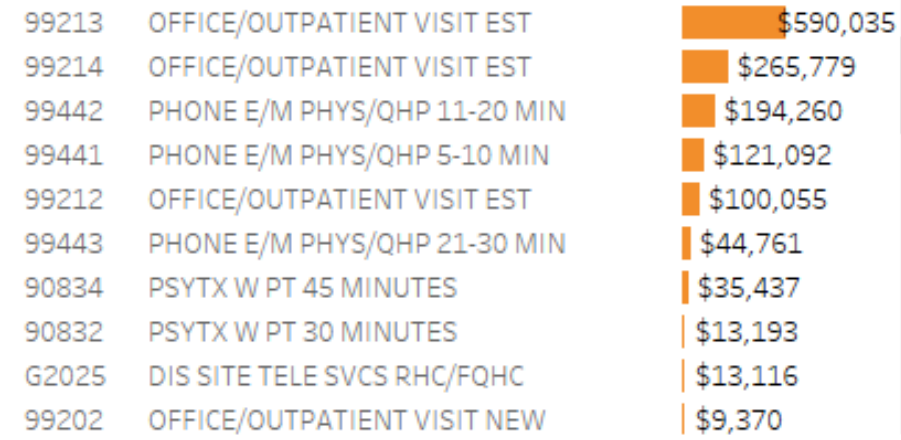 99213 OFFICE/OUTPATIENT VISIT EST $590,035
99214 OFFICE/OUTPATIENT VISIT EST $265,779
99442 PHONE E/M PHYS/QHP 11-20 MIN $194,260
99441 PHONE E/M PHYS/QHP 5-10 MIN $121,092
99212 OFFICE/OUTPATIENT VISIT EST $100,055
99443 PHONE E/M PHYS/QHP 21-30 MIN $44,761
90834 PSYTX W PT 45 MINUTES $35,437
90832 PSYTX W PT 30 MINUTES $13,193
G2025 DIS SITE TELE SVCS RHC/FQHC $13,116
99202 OFFICE/OUTPATIENT VISIT NEW $9,370